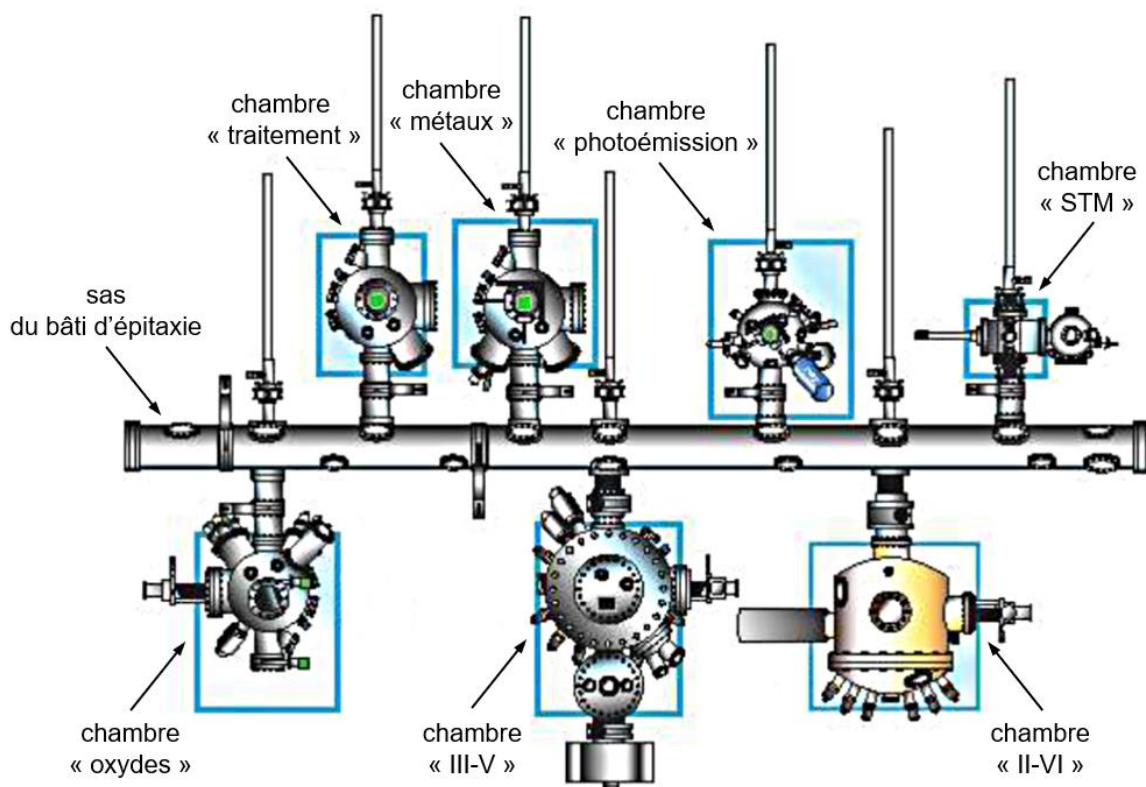 chambre
« traitement »
chambre
« métaux »
chambre
« photoémission »
chambre
« STM »
sas
du bâti d’épitaxie
chambre
« oxydes »
chambre
« III-V »
chambre
« II-VI »